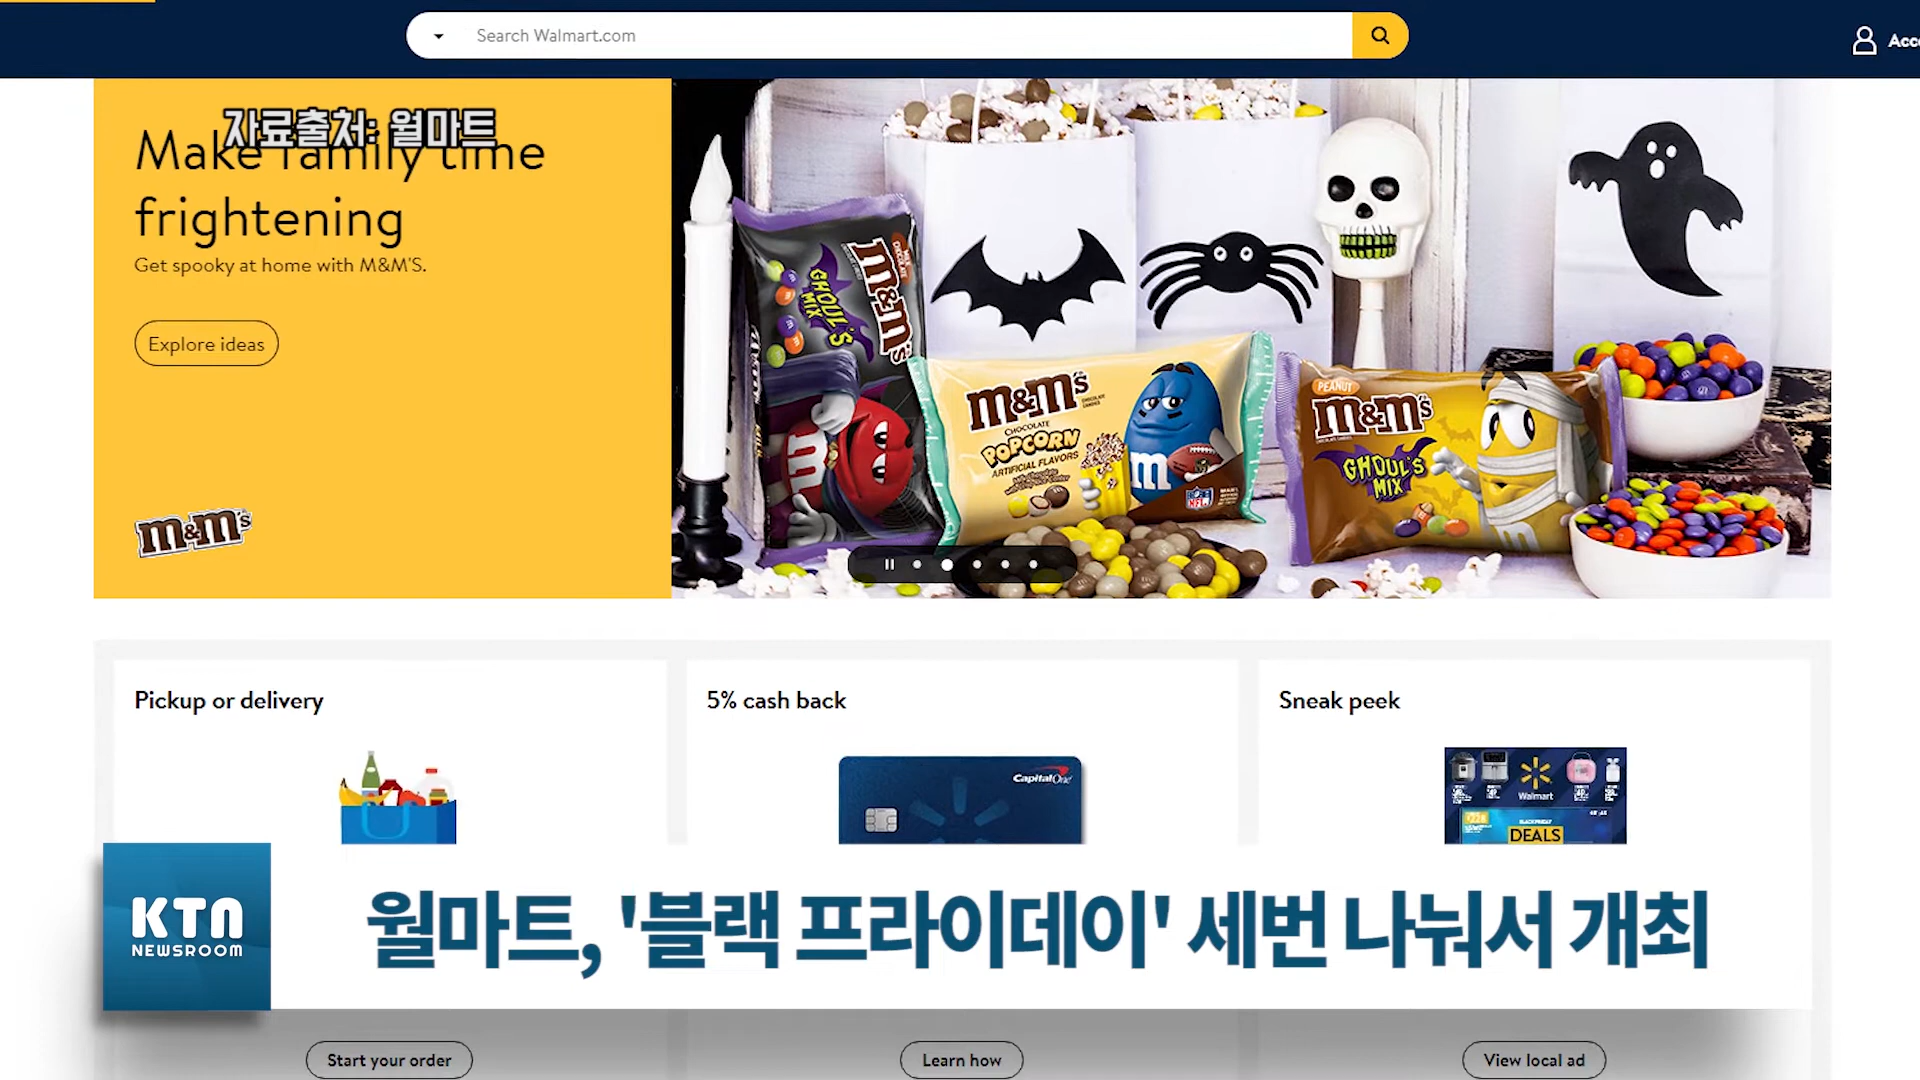 Search Walmart.com
자료출처: 월마트
Make family time
frightening
Get spooky at home with M&M'S.
Explore ideas
m&m's
m&m's
GHOUL'S
MIX
m&m's
CHOCOLATE
POPCORN
ARTIFICIAL FLAVORS
NFL
PEANUT
m&m's
GHOUL'S
MIX
Pickup or delivery
5% cash back
Sneak peek
CapitalOne
Walmart
DEALS
KTN
NEWSROOM
월마트, '블랙 프라이데이' 세번 나눠서 개최
Start your order
Learn how
View local ad